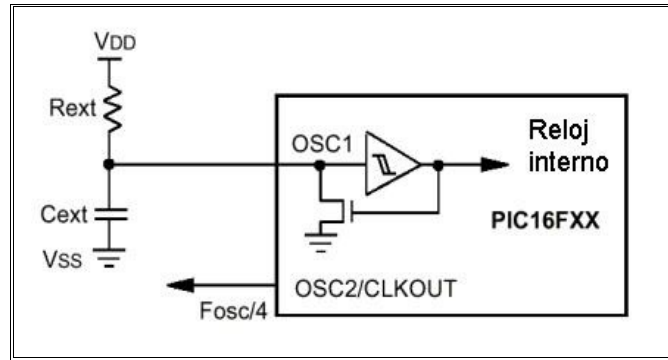 VDD
Rext
OSC1
Reloj
interno
Cext
PIC16FXX
VSS
OSC2/CLKOUT
Fosc/4